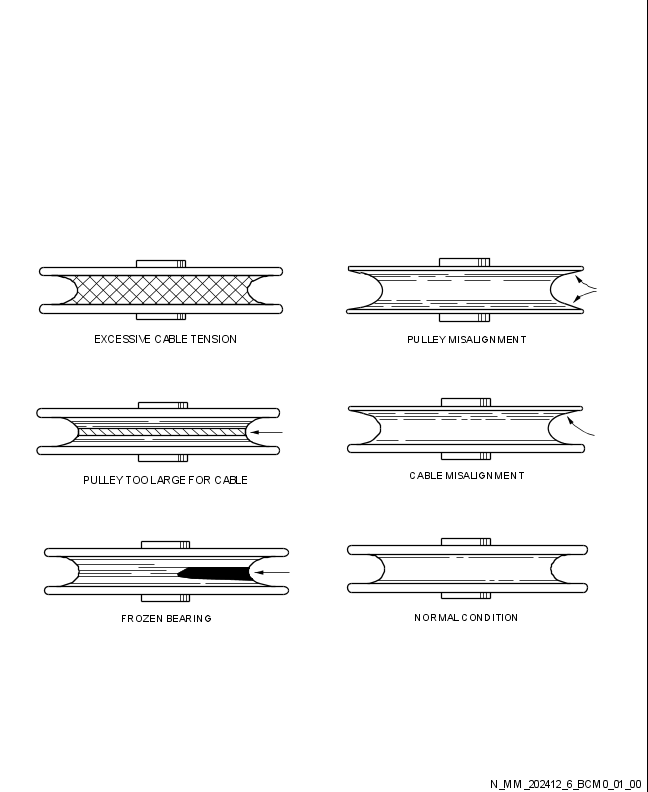 EXCESSIVE CABLE TENSION
PULLEY MISALIGNMENT
PULLEY TOO LARGE FOR CABLE
CABLE MISALIGNMENT
FROZEN BEARING
NORMAL CONDITION
N_MM_202412_6_BCM0_01_00